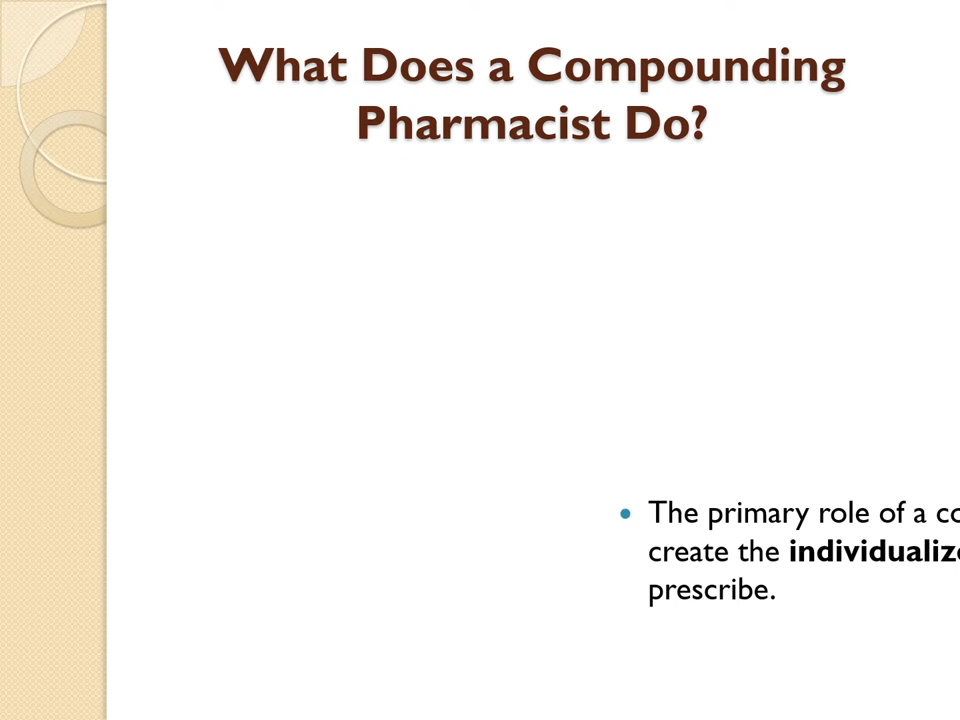 What Does a Compounding
Pharmacist Do?
• The primary role of a
create the
prescribe.